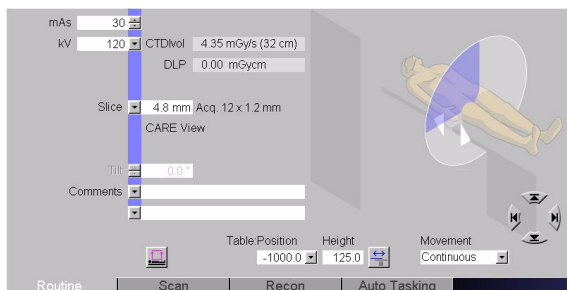 mAs 30
kV 120 CTDIvol 4.35 mGy/s (32 cm)
DLP 0.00 mGycm
Slice 4.8 mm Acq. 12 x 1.2 mm
CARE View
Tilt 0.0 °
Comments
Table:Position Height Movement
-1000.0 125.0 Continuous
Routine Scan Recon Auto Tasking